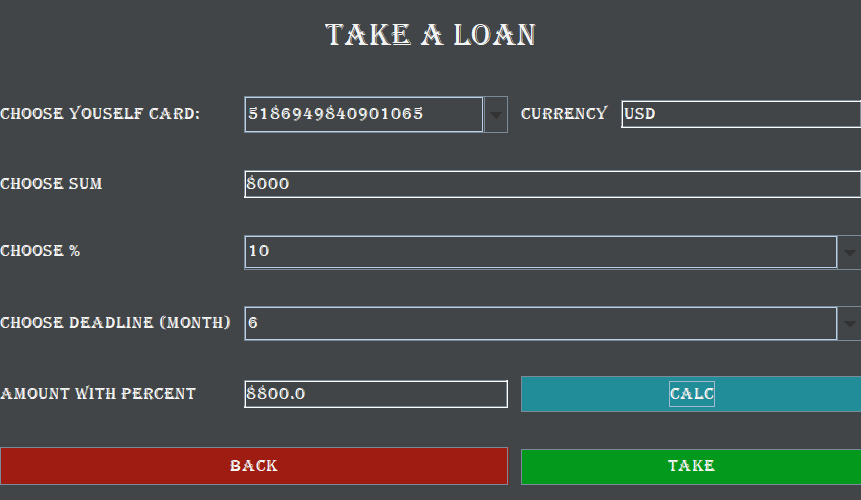 TAKE A LOAN
CHOOSE YOUSELF CARD: 5186949840901065 CURRENCY USD
CHOOSE SUM 8000
CHOOSE % 10
CHOOSE DEADLINE (MONTH) 6
AMOUNT WITH PERCENT 8800.0 CALC
BACK TAKE